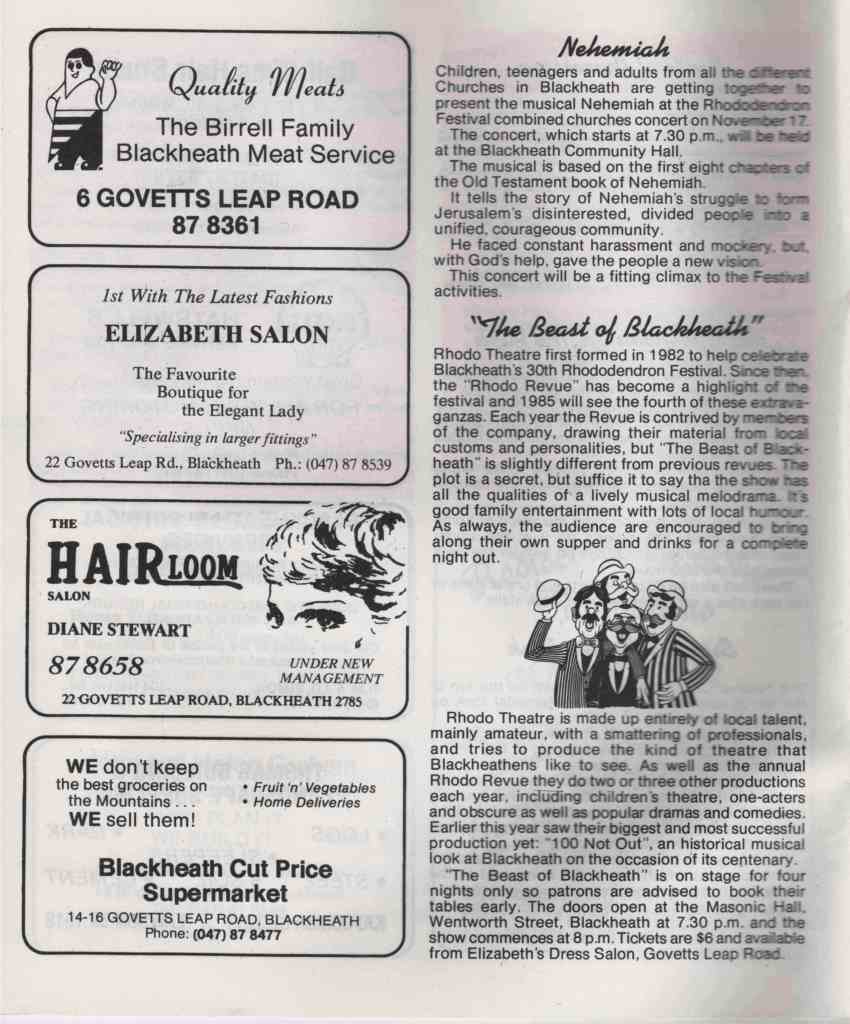 Quality Meats
The Birrell Family
Blackheath Meat Service
6 GOVETTS LEAP ROAD
87 8361
1st With The Latest Fashions
ELIZABETH SALON
The Favourite
Boutique for
the Elegant Lady
"Specialising in larger fittings"
22 Govetts Leap Rd., Blackheath Ph.: (047) 87 8539
THE
HAIRLOOM
SALON
DIANE STEWART
87 8658
UNDER NEW
MANAGEMENT
22 GOVETTS LEAP ROAD, BLACKHEATH 2785
WE don't keep
the best groceries on
the Mountains ...
WE sell them!
• Fruit 'n' Vegetables
• Home Deliveries
Blackheath Cut Price
Supermarket
14-16 GOVETTS LEAP ROAD, BLACKHEATH
Phone: (047) 87 8477
Nehemiah
Children, teenagers and adults from all the different
Churches in Blackheath are getting together to
present the musical Nehemiah at the Rhododendron
Festival combined churches concert on November 17.
The concert, which starts at 7.30 p.m., will be held
at the Blackheath Community Hall.
The musical is based on the first eight chapters of
the Old Testament book of Nehemiah.
It tells the story of Nehemiah's struggle to form
Jerusalem's disinterested, divided people into a
unified, courageous community.
He faced constant harassment and mockery, but,
with God's help, gave the people a new vision.
This concert will be a fitting climax to the Festival
activities.
"The Beast of Blackheath"
Rhodo Theatre first formed in 1982 to help celebrate
Blackheath's 30th Rhododendron Festival. Since then,
the "Rhodo Revue" has become a highlight of the
festival and 1985 will see the fourth of these extrava-
ganzas. Each year the Revue is contrived by members
of the company, drawing their material from local
customs and personalities, but "The Beast of Black-
heath" is slightly different from previous revues. The
plot is a secret, but suffice it to say tha the show has
all the qualities of a lively musical melodrama. It's
good family entertainment with lots of local humour.
As always, the audience are encouraged to bring
along their own supper and drinks for a complete
night out.
Rhodo Theatre is made up entirely of local talent,
mainly amateur, with a smattering of professionals,
and tries to produce the kind of theatre that
Blackheathens like to see. As well as the annual
Rhodo Revue they do two or three other productions
each year, including children's theatre, one-acters
and obscure as well as popular dramas and comedies.
Earlier this year saw their biggest and most successful
production yet: "100 Not Out", an historical musical
look at Blackheath on the occasion of its centenary.
"The Beast of Blackheath" is on stage for four
nights only so patrons are advised to book their
tables early. The doors open at the Masonic Hall,
Wentworth Street, Blackheath at 7.30 p.m. and the
show commences at 8 p.m. Tickets are $6 and available
from Elizabeth's Dress Salon, Govetts Leap Road.